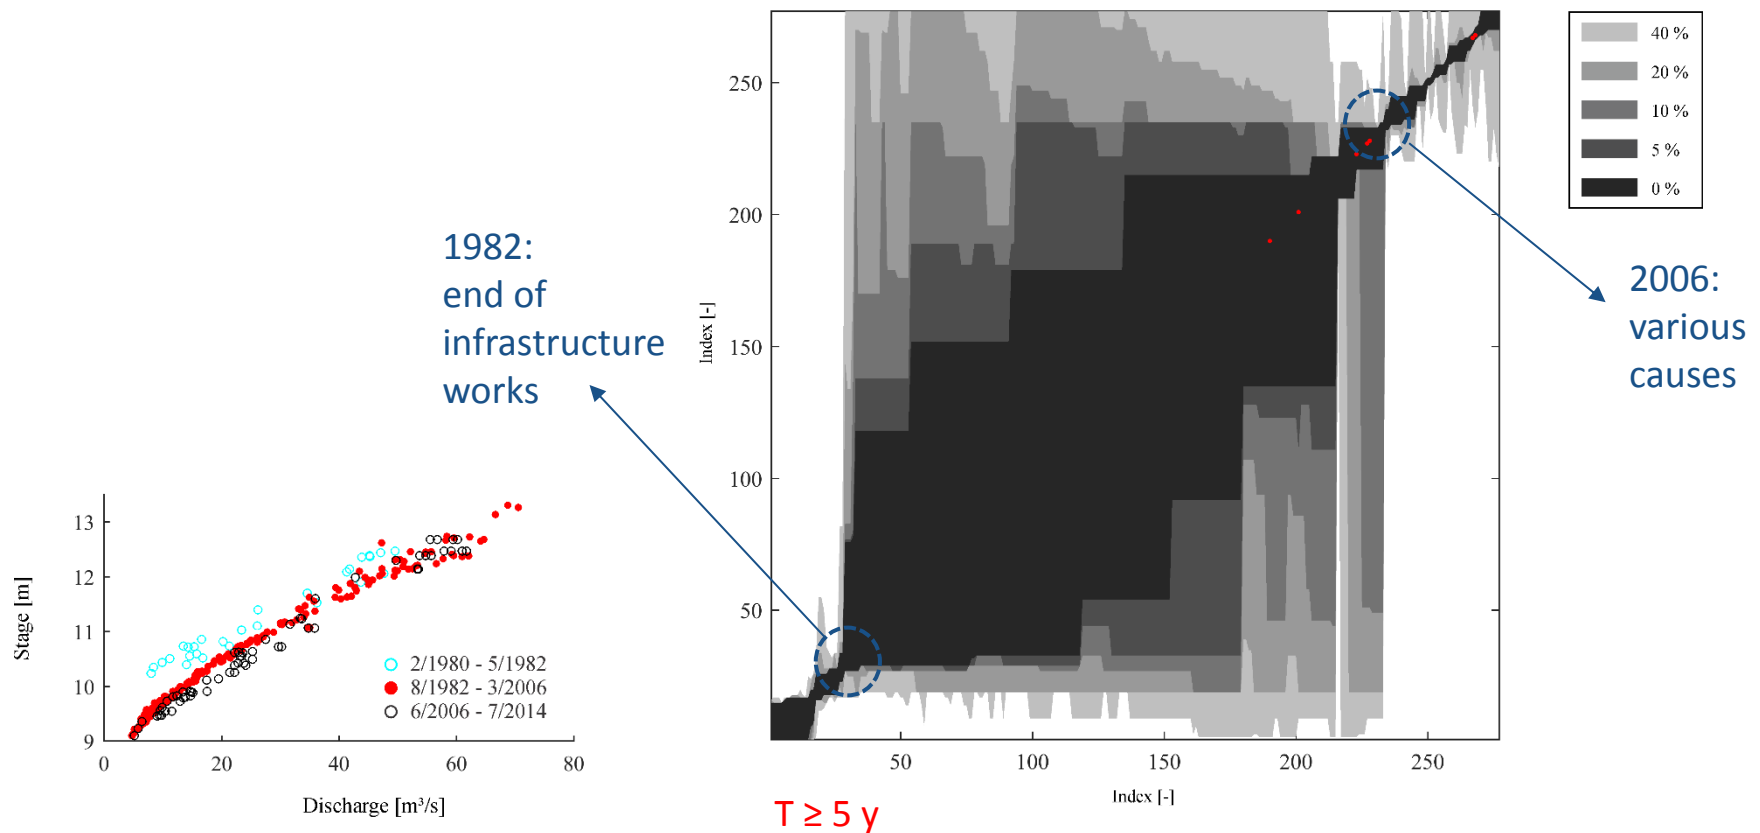 1982:
end of
infrastructure
works
13
12
11
10
9
Stage [m]
0
20
40
60
80
Discharge [m³/s]
2/1980 - 5/1982
8/1982 - 3/2006
6/2006 - 7/2014
250
200
150
100
50
Index [-]
50
100
150
200
250
Index [-]
T ≥ 5 y
40 %
20 %
10 %
5 %
0 %
2006:
various
causes